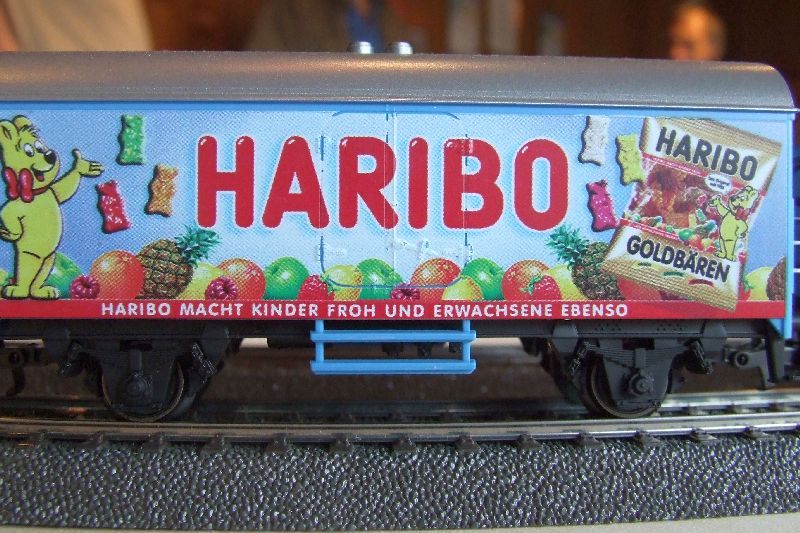 HARIBO
HARIBO
GOLDBÄREN
HARIBO MACHT KINDER FROH UND ERWACHSENE EBENSO